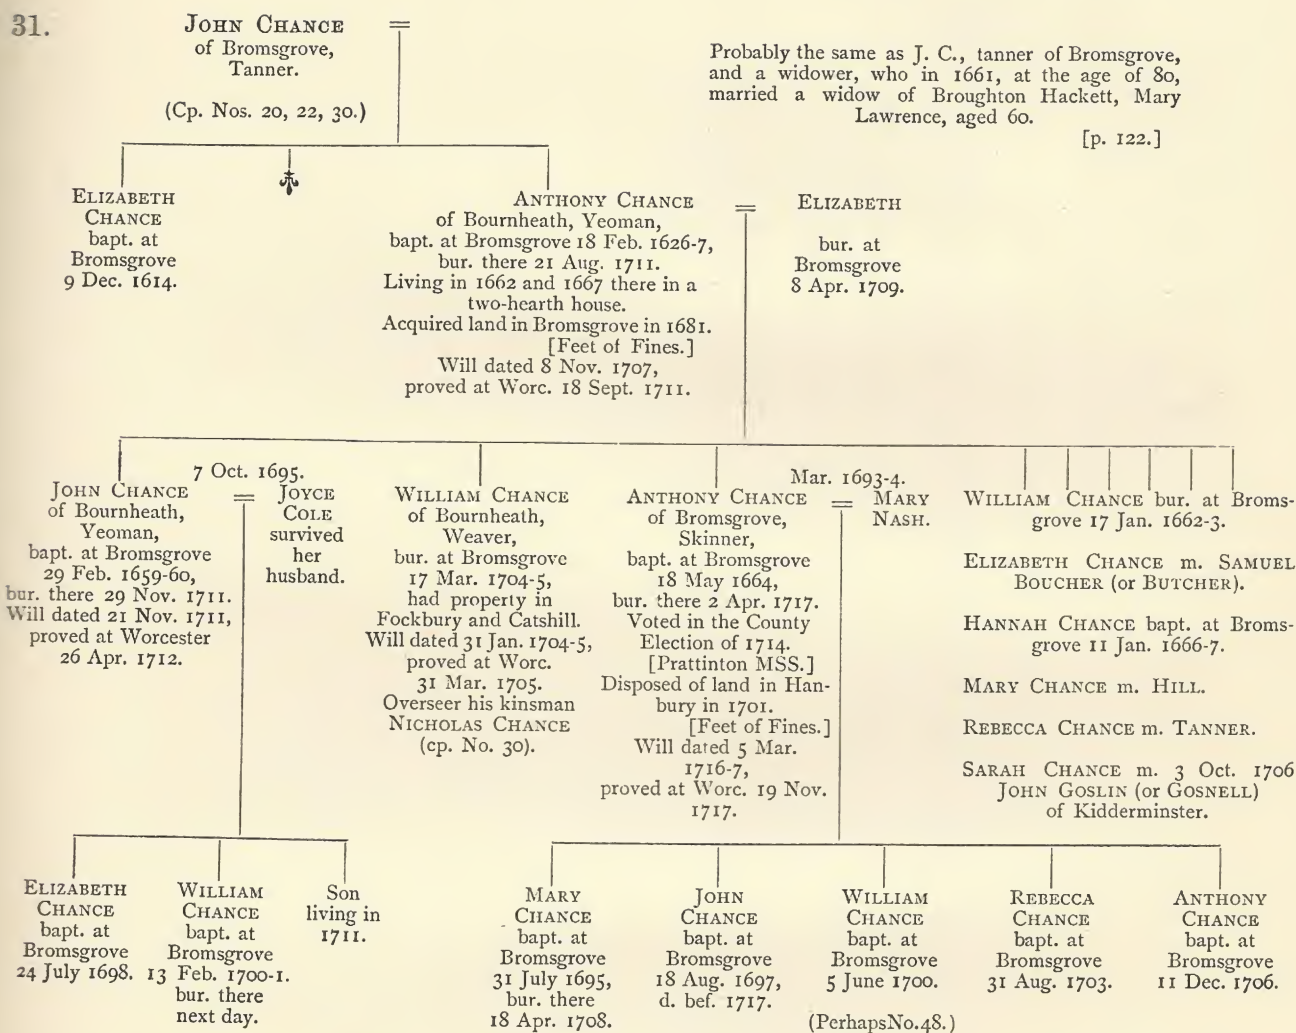 31.
JOHN CHANCE =
of Bromsgrove,
Tanner.
(Cp. Nos. 20, 22, 30.)
Probably the same as J. C., tanner of Bromsgrove,
and a widower, who in 1661, at the age of 80,
married a widow of Broughton Hackett, Mary
Lawrence, aged 60.
[p. 122.]
ELIZABETH
CHANCE
bapt. at
Bromsgrove
9 Dec. 1614.
ANTHONY CHANCE =
of Bournheath, Yeoman,
bapt. at Bromsgrove 18 Feb. 1626-7,
bur. there 21 Aug. 1711.
Living in 1662 and 1667 there in a
two-hearth house.
Acquired land in Bromsgrove in 1681.
[Feet of Fines.]
Will dated 8 Nov. 1707,
proved at Worc. 18 Sept. 1711.
ELIZABETH
bur. at
Bromsgrove
8 Apr. 1709.
7 Oct. 1695.
JOHN CHANCE =
of Bournheath,
Yeoman,
bapt. at Bromsgrove
29 Feb. 1659-60,
bur. there 29 Nov. 1711.
Will dated 21 Nov. 1711,
proved at Worcester
26 Apr. 1712.
JOYCE
COLE
survived
her
husband.
WILLIAM CHANCE
of Bournheath,
Weaver,
bur. at Bromsgrove
17 Mar. 1704-5,
had property in
Fockbury and Catshill.
Will dated 31 Jan. 1704-5,
proved at Worc.
31 Mar. 1705.
Overseer his kinsman
NICHOLAS CHANCE
(cp. No. 30).
Mar. 1693-4.
ANTHONY CHANCE =
of Bromsgrove,
Skinner,
bapt. at Bromsgrove
18 May 1664,
bur. there 2 Apr. 1717.
Voted in the County
Election of 1714.
[Prattinton MSS.]
Disposed of land in Han-
bury in 1701.
[Feet of Fines.]
Will dated 5 Mar.
1716-7,
proved at Worc. 19 Nov.
1717.
MARY
NASH.
WILLIAM CHANCE bur. at Broms-
grove 17 Jan. 1662-3.
ELIZABETH CHANCE m. SAMUEL
BOUCHER (or BUTCHER).
HANNAH CHANCE bapt. at Broms-
grove 11 Jan. 1666-7.
MARY CHANCE m. HILL.
REBECCA CHANCE m. TANNER.
SARAH CHANCE m. 3 Oct. 1706
JOHN GOSLIN (or GOSNELL)
of Kidderminster.
ELIZABETH
CHANCE
bapt. at
Bromsgrove
24 July 1698.
WILLIAM
CHANCE
bapt. at
Bromsgrove
13 Feb. 1700-1.
bur. there
next day.
Son
living in
1711.
MARY
CHANCE
bapt. at
Bromsgrove
31 July 1695,
bur. there
18 Apr. 1708.
JOHN
CHANCE
bapt. at
Bromsgrove
18 Aug. 1697,
d. bef. 1717.
WILLIAM
CHANCE
bapt. at
Bromsgrove
5 June 1700.
(Perhaps No. 48.)
REBECCA
CHANCE
bapt. at
Bromsgrove
31 Aug. 1703.
ANTHONY
CHANCE
bapt. at
Bromsgrove
11 Dec. 1706.